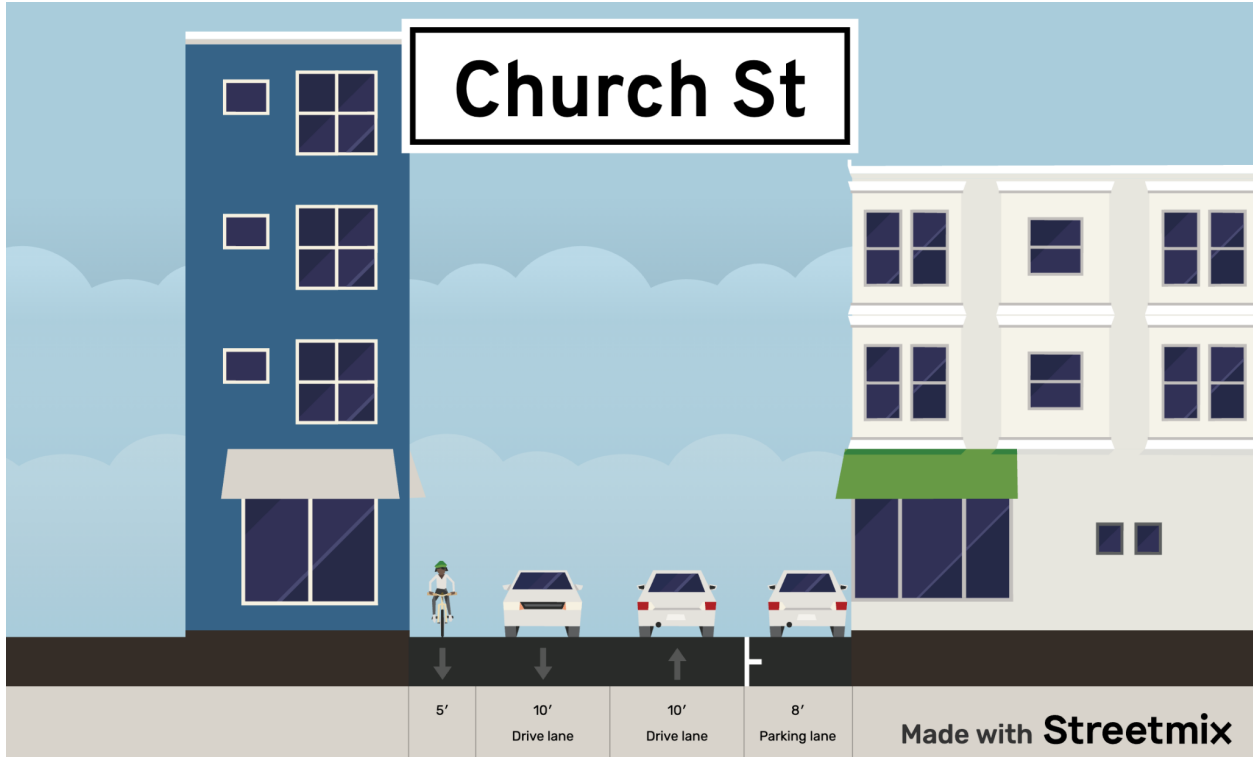 Church St
5′
10′
Drive lane
10′
Drive lane
8′
Parking lane
Made with Streetmix